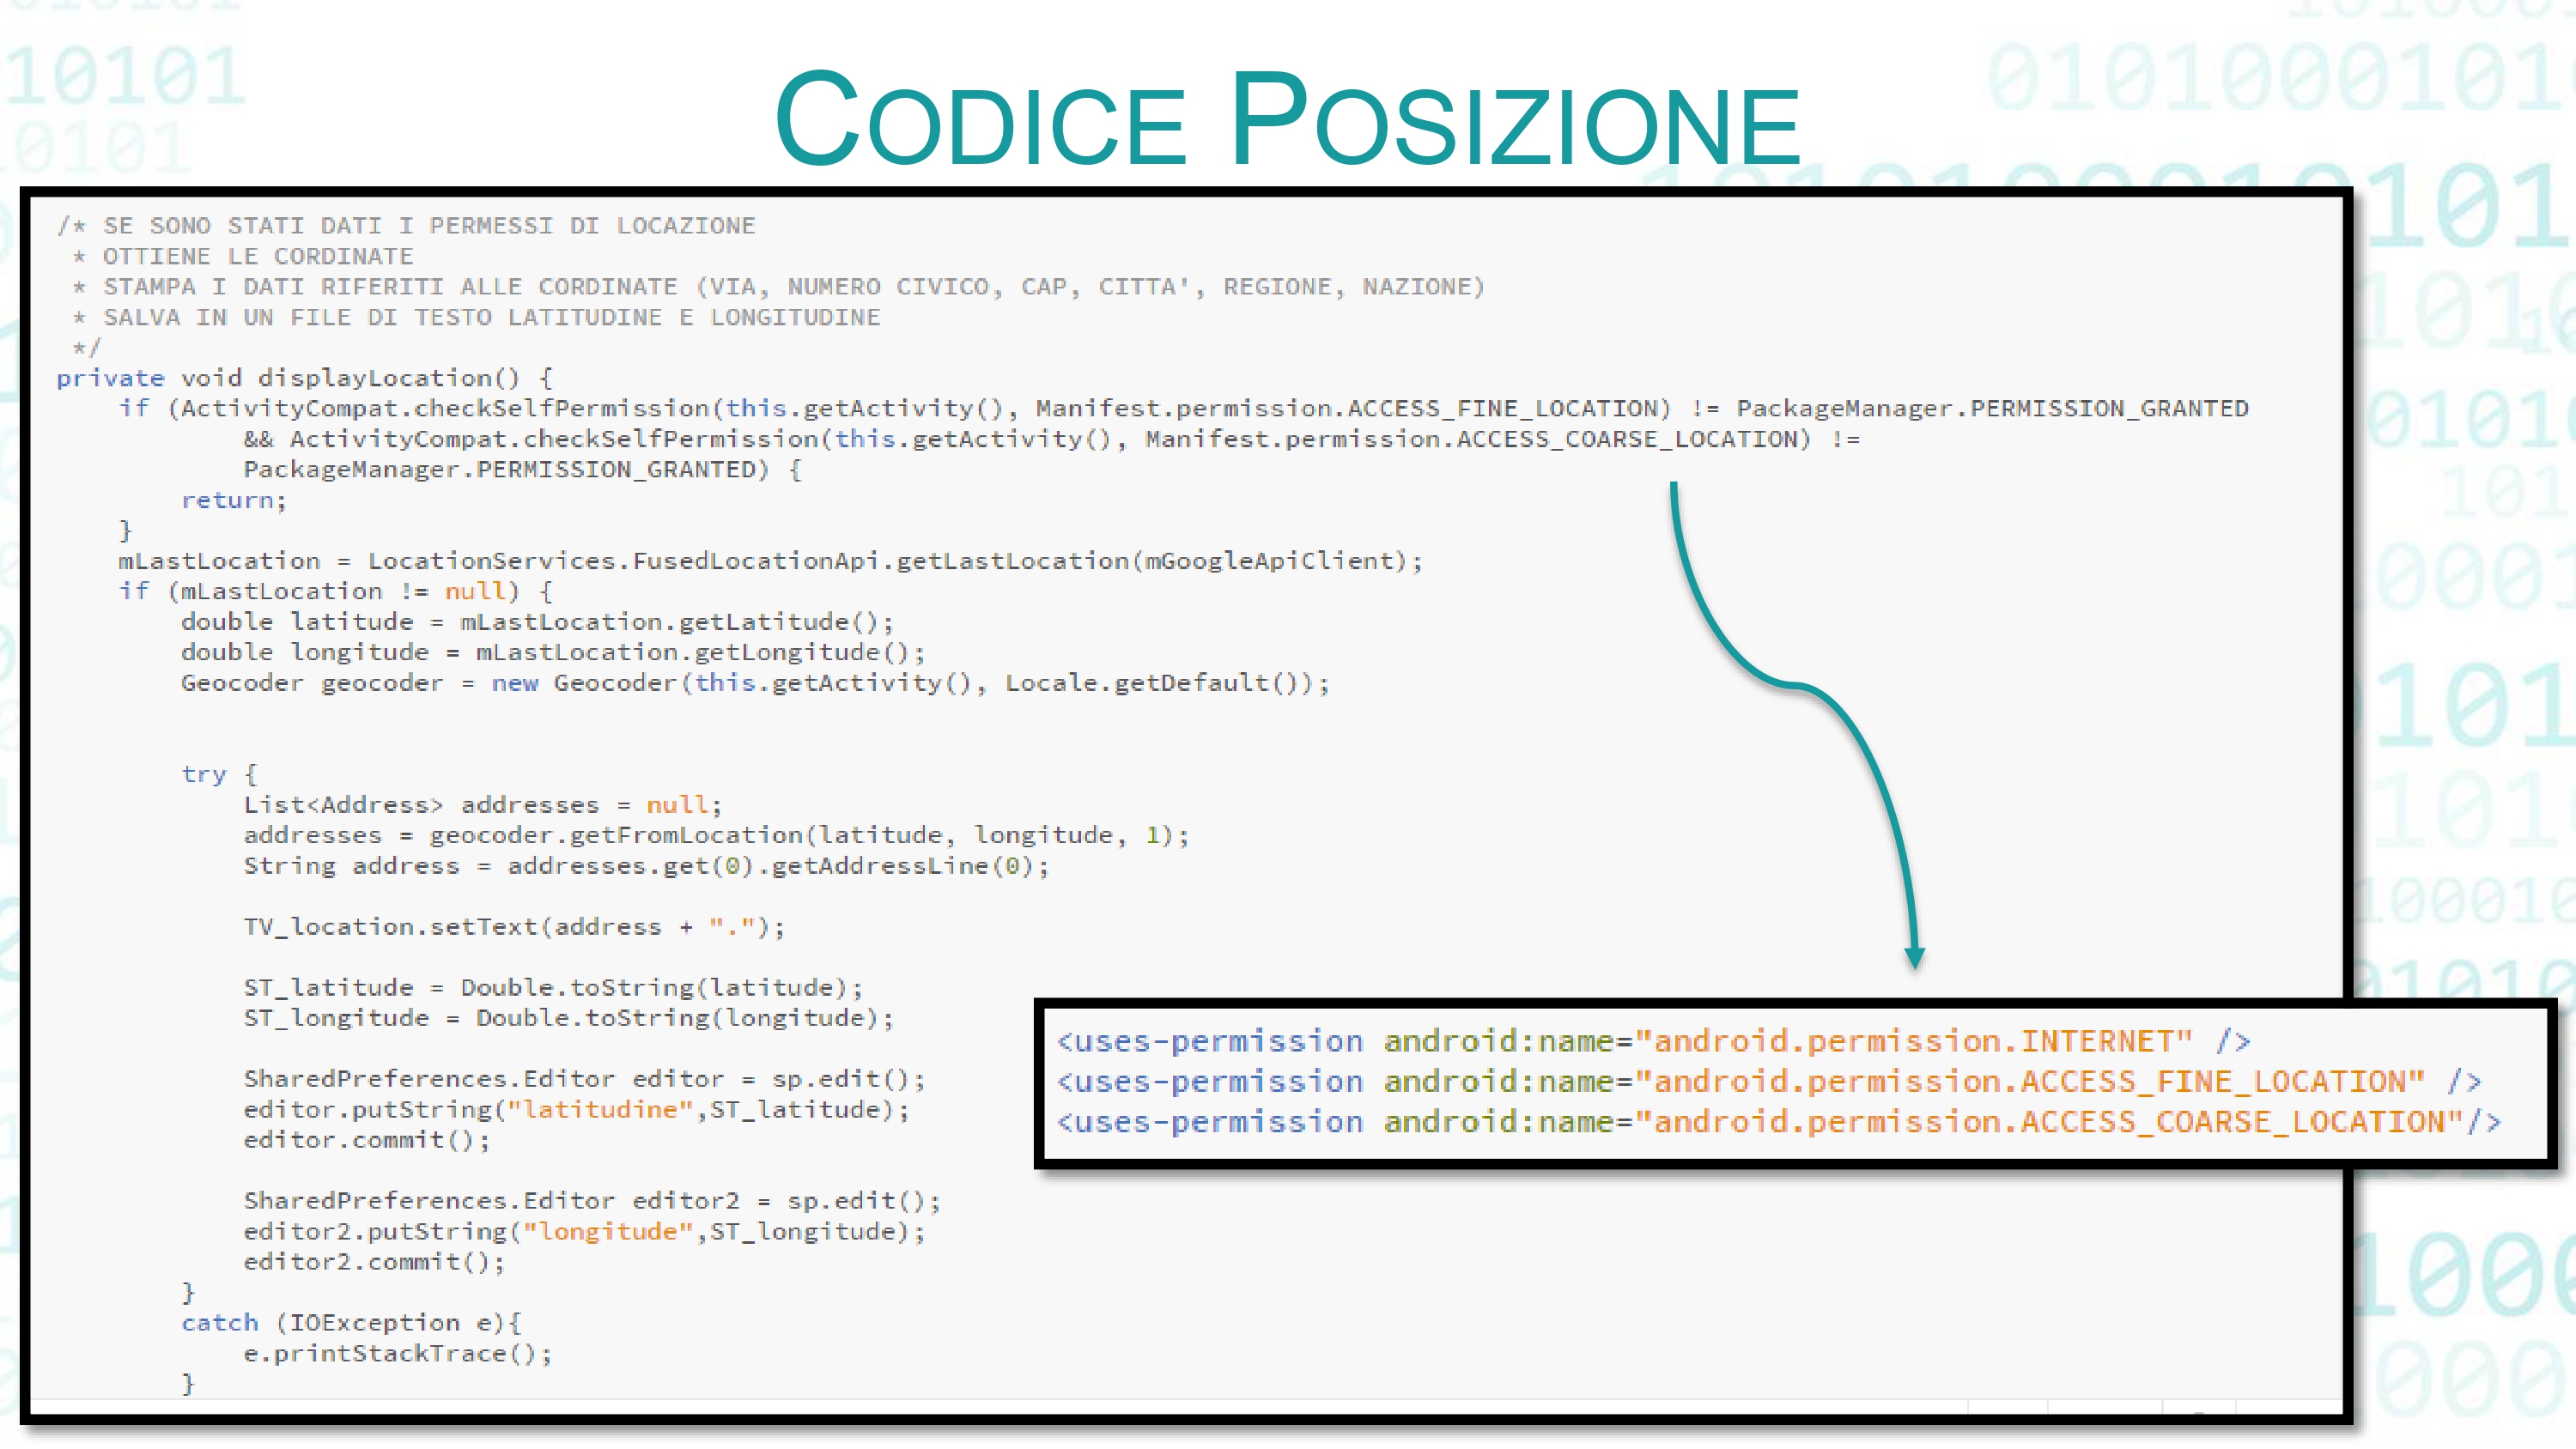 CODICE POSIZIONE
/* SE SONO STATI DATI I PERMESSI DI LOCAZIONE
 * OTTIENE LE CORDINATE
 * STAMPA I DATI RIFERITI ALLE CORDINATE (VIA, NUMERO CIVICO, CAP, CITTA', REGIONE, NAZIONE)
 * SALVA IN UN FILE DI TESTO LATITUDINE E LONGITUDINE
 */
private void displayLocation() {
    if (ActivityCompat.checkSelfPermission(this.getActivity(), Manifest.permission.ACCESS_FINE_LOCATION) != PackageManager.PERMISSION_GRANTED
            && ActivityCompat.checkSelfPermission(this.getActivity(), Manifest.permission.ACCESS_COARSE_LOCATION) !=
            PackageManager.PERMISSION_GRANTED) {
        return;
    }
    mLastLocation = LocationServices.FusedLocationApi.getLastLocation(mGoogleApiClient);
    if (mLastLocation != null) {
        double latitude = mLastLocation.getLatitude();
        double longitude = mLastLocation.getLongitude();
        Geocoder geocoder = new Geocoder(this.getActivity(), Locale.getDefault());
        try {
            List<Address> addresses = null;
            addresses = geocoder.getFromLocation(latitude, longitude, 1);
            String address = addresses.get(0).getAddressLine(0);
            TV_location.setText(address + ".");
            ST_latitude = Double.toString(latitude);
            ST_longitude = Double.toString(longitude);
            SharedPreferences.Editor editor = sp.edit();
            editor.putString("latitudine",ST_latitude);
            editor.commit();
            SharedPreferences.Editor editor2 = sp.edit();
            editor2.putString("longitude",ST_longitude);
            editor2.commit();
        }
        catch (IOException e){
            e.printStackTrace();
        }
<uses-permission android:name="android.permission.INTERNET" />
<uses-permission android:name="android.permission.ACCESS_FINE_LOCATION" />
<uses-permission android:name="android.permission.ACCESS_COARSE_LOCATION"/>